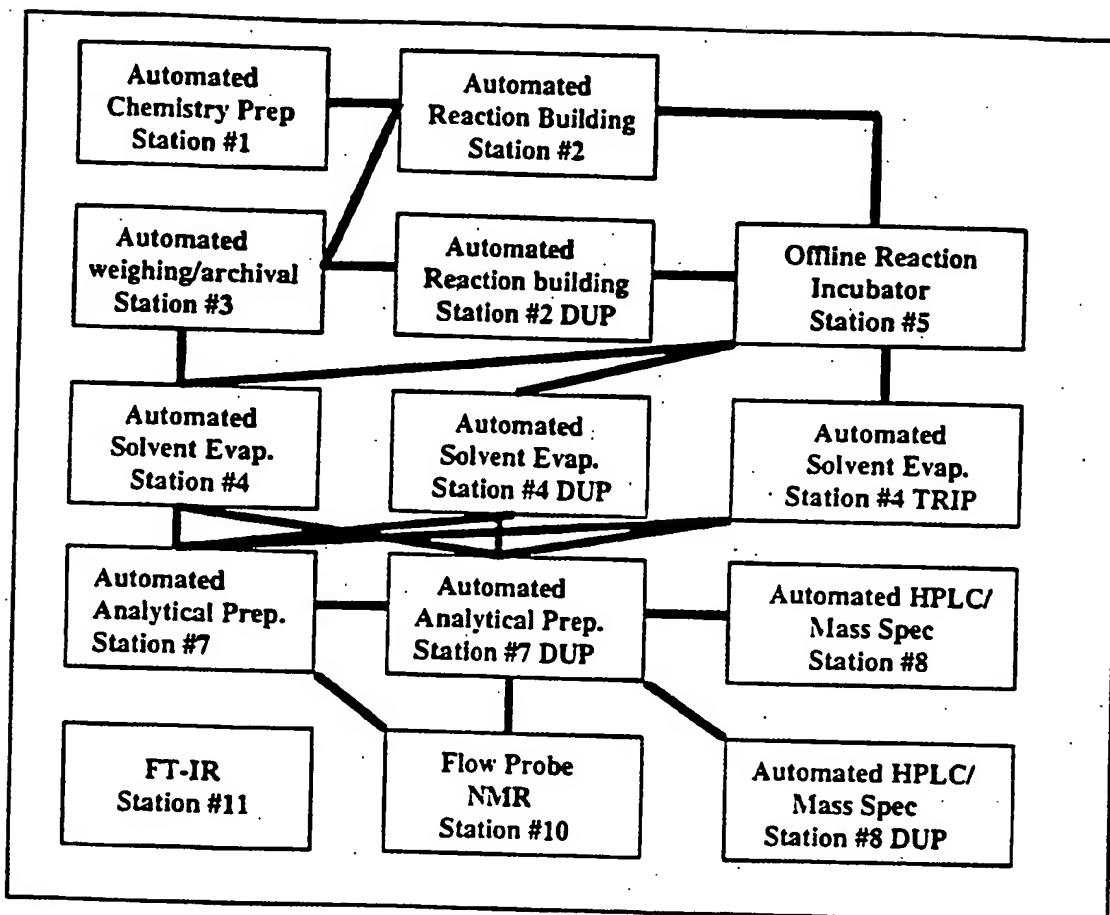 Automated
Chemistry Prep
Station #1
Automated
Reaction Building
Station #2
Automated
weighing/archival
Station #3
Automated
Reaction building
Station #2 DUP
Offline Reaction
Incubator
Station #5
Automated
Solvent Evap.
Station #4
Automated
Solvent Evap.
Station #4 DUP
Automated
Solvent Evap.
Station #4 TRIP
Automated
Analytical Prep.
Station #7
Automated
Analytical Prep.
Station #7 DUP
Automated HPLC/
Mass Spec
Station #8
FT-IR
Station #11
Flow Probe
NMR
Station #10
Automated HPLC/
Mass Spec
Station #8 DUP